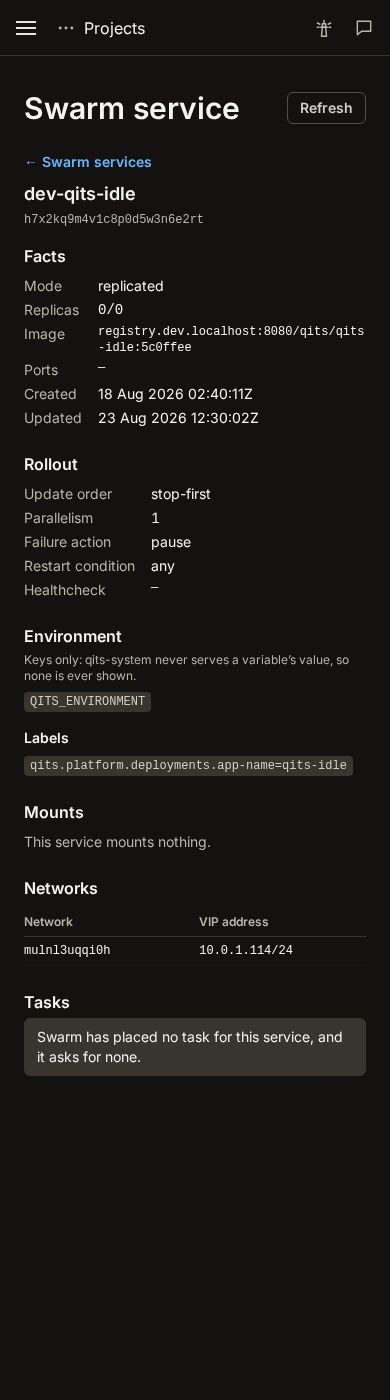 Projects
Swarm service
Refresh
← Swarm services
dev-qits-idle
h7x2kq9m4v1c8p0d5w3n6e2rt
Facts
Mode replicated
Replicas 0/0
Image registry.dev.localhost:8080/qits/qits
-idle:5c0ffee
Ports —
Created 18 Aug 2026 02:40:11Z
Updated 23 Aug 2026 12:30:02Z
Rollout
Update order stop-first
Parallelism 1
Failure action pause
Restart condition any
Healthcheck —
Environment
Keys only: qits-system never serves a variable’s value, so
none is ever shown.
QITS_ENVIRONMENT
Labels
qits.platform.deployments.app-name=qits-idle
Mounts
This service mounts nothing.
Networks
Network VIP address
mulnl3uqqi0h 10.0.1.114/24
Tasks
Swarm has placed no task for this service, and
it asks for none.